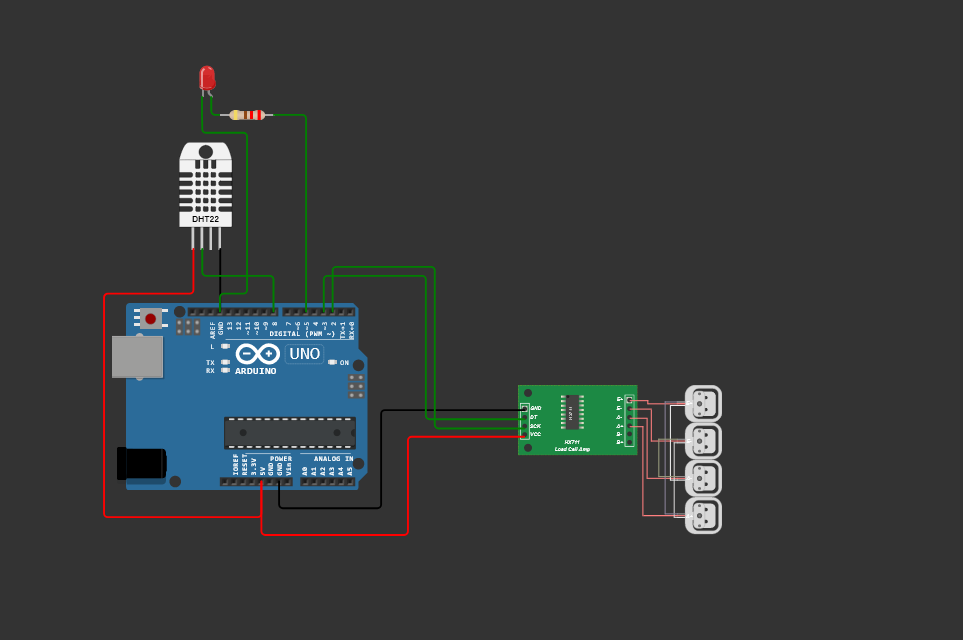 DHT22
AREF
GND
13
12
~11
~10
~9
8
7
~6
~5
4
~3
2
TX→1
RX←0
DIGITAL (PWM ~)
L
TX
RX
UNO
ON
ARDUINO
IOREF
RESET
3.3V
5V
GND
GND
Vin
POWER
ANALOG IN
A0
A1
A2
A3
A4
A5
GND
DT
SCK
VCC
HX711
E+
E-
A-
A+
B-
B+
HX711
Load Cell Amp